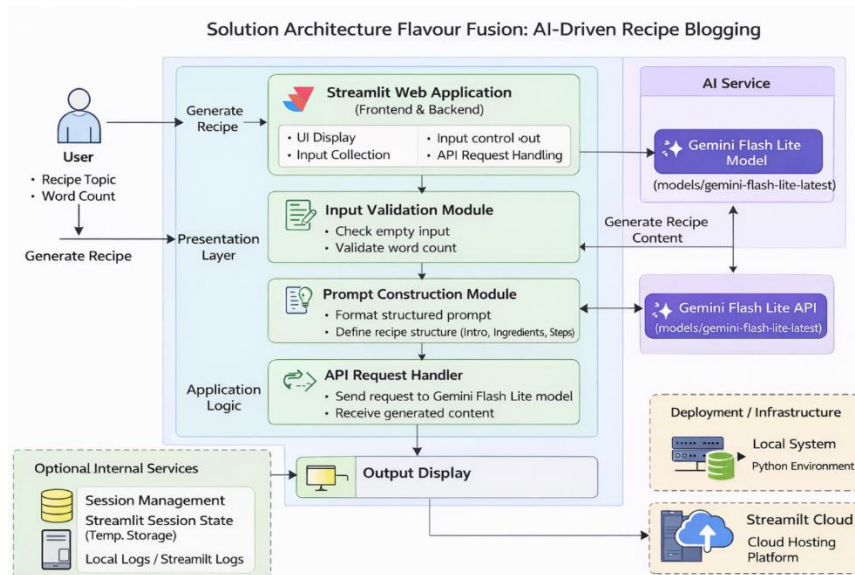 Solution Architecture Flavour Fusion: AI-Driven Recipe Blogging
User
• Recipe Topic
• Word Count
Generate Recipe
Generate Recipe
Presentation Layer
Application Logic
Streamlit Web Application
(Frontend & Backend)
• UI Display
• Input Collection
• Input control out
• API Request Handling
Input Validation Module
• Check empty input
• Validate word count
Prompt Construction Module
• Format structured prompt
• Define recipe structure (Intro, Ingredients, Steps)
API Request Handler
• Send request to Gemini Flash Lite model
• Receive generated content
Output Display
AI Service
Gemini Flash Lite Model
(models/gemini-flash-lite-latest)
Generate Recipe Content
Gemini Flash Lite API
(models/gemini-flash-lite-latest)
Optional Internal Services
Session Management
Streamlit Session State
(Temp. Storage)
Local Logs / Streamilt Logs
Deployment / Infrastructure
Local System
Python Environment
Streamilt Cloud
Cloud Hosting Platform